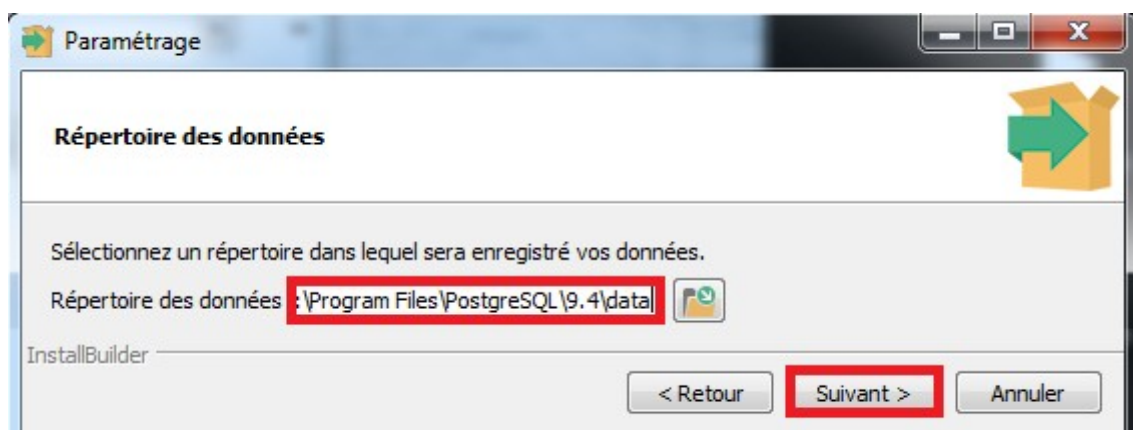 Paramétrage
Répertoire des données
Sélectionnez un répertoire dans lequel sera enregistré vos données.
Répertoire des données :\Program Files\PostgreSQL\9.4\data
InstallBuilder
< Retour Suivant > Annuler